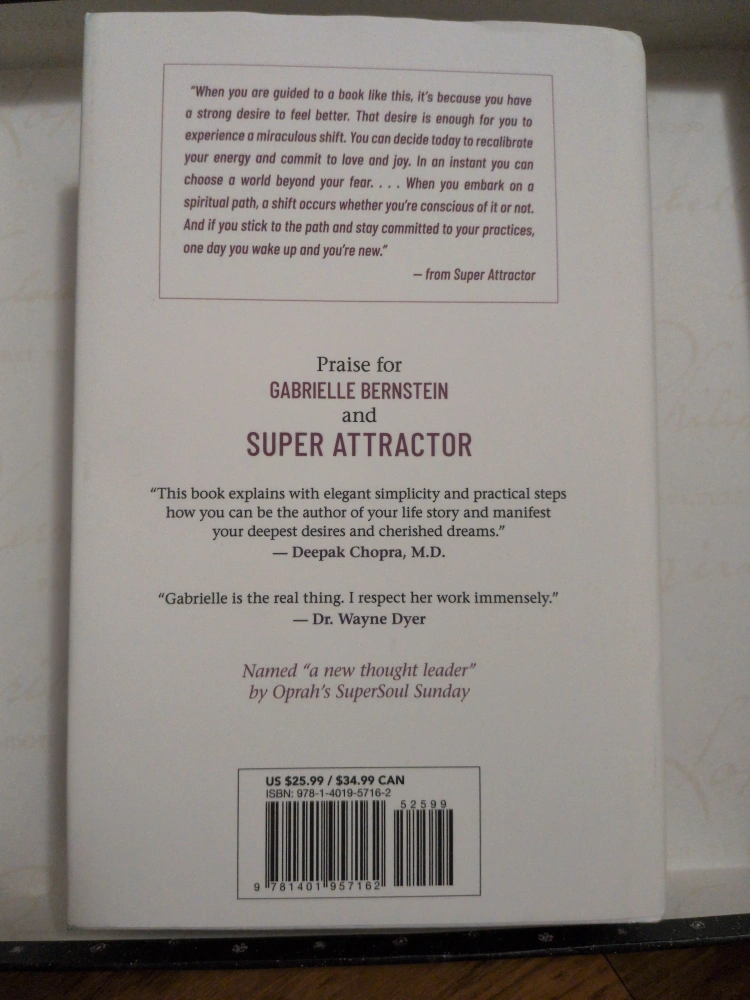 "When you are guided to a book like this, it's because you have
a strong desire to feel better. That desire is enough for you to
experience a miraculous shift. You can decide today to recalibrate
your energy and commit to love and joy. In an instant you can
choose a world beyond your fear. . . . When you embark on a
spiritual path, a shift occurs whether you're conscious of it or not.
And if you stick to the path and stay committed to your practices,
one day you wake up and you're new."
— from Super Attractor
Praise for
GABRIELLE BERNSTEIN
and
SUPER ATTRACTOR
"This book explains with elegant simplicity and practical steps
how you can be the author of your life story and manifest
your deepest desires and cherished dreams."
— Deepak Chopra, M.D.
"Gabrielle is the real thing. I respect her work immensely."
— Dr. Wayne Dyer
Named "a new thought leader"
by Oprah's SuperSoul Sunday
US $25.99 / $34.99 CAN
ISBN: 978-1-4019-5716-2
52599
9 781401 957162